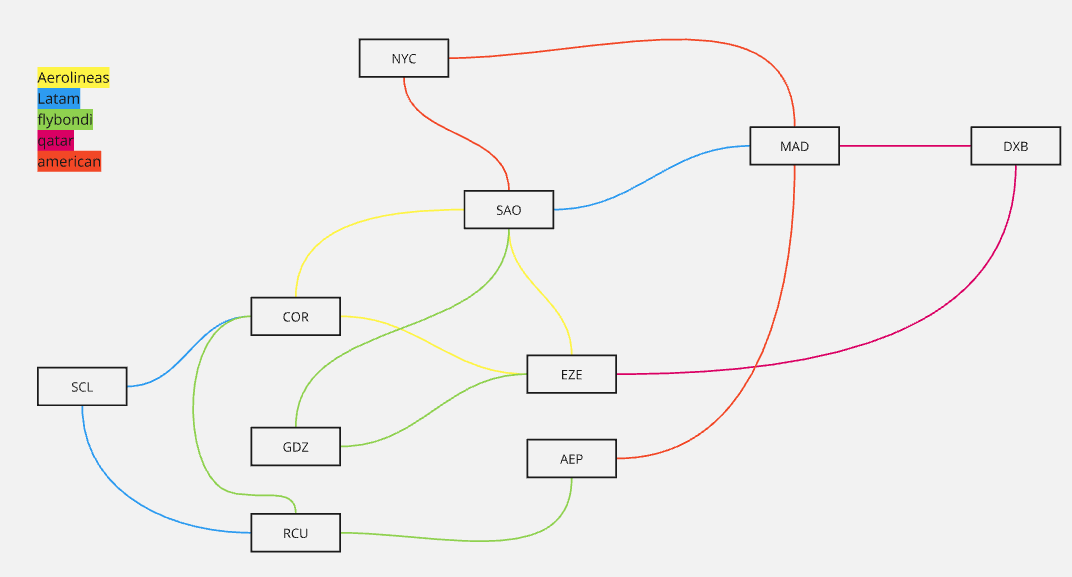 NYC
Aerolineas
Latam
flybondi
qatar
american
MAD
DXB
SAO
COR
EZE
SCL
GDZ
AEP
RCU